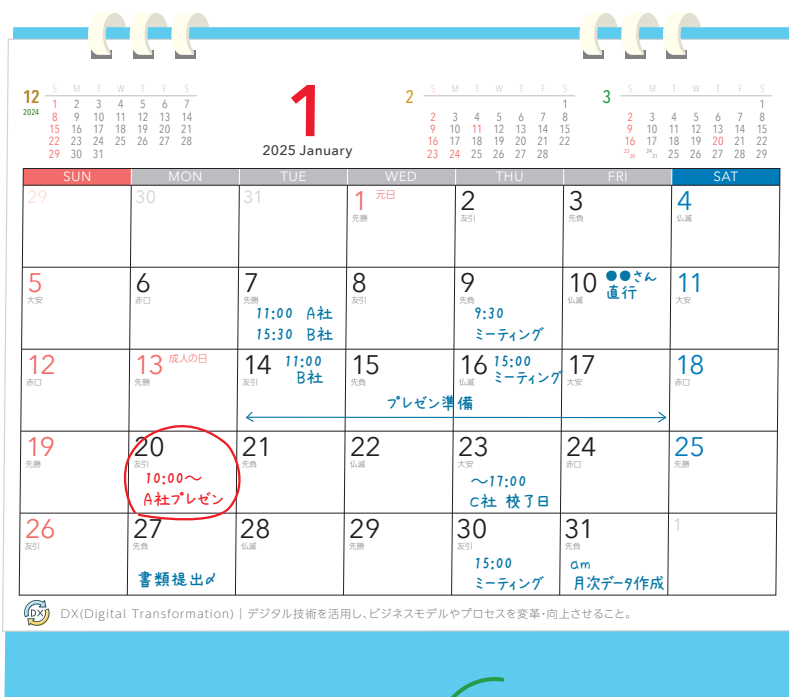 12
2024
S M T W T F S
1 2 3 4 5 6 7
8 9 10 11 12 13 14
15 16 17 18 19 20 21
22 23 24 25 26 27 28
29 30 31
1
2025 January
2
S M T W T F S
1
2 3 4 5 6 7 8
9 10 11 12 13 14 15
16 17 18 19 20 21 22
23 24 25 26 27 28
3
S M T W T F S
1
2 3 4 5 6 7 8
9 10 11 12 13 14 15
16 17 18 19 20 21 22
23 30 24 31 25 26 27 28 29
SUN MON TUE WED THU FRI SAT
29 30 31 1 元日 2 3 4
先勝 友引 先負 仏滅
5 6 7 8 9 10 ●●さん 11
大安 赤口 先勝 友引 先負 仏滅 直行 大安
11:00 A社 9:30
15:30 B社 ミーティング
12 13 成人の日 14 11:00 15 16 15:00 17 18
赤口 先勝 友引 B社 先負 仏滅 ミーティング 大安 赤口
プレゼン準備
19 20 21 22 23 24 25
先勝 友引 先負 仏滅 大安 赤口 先勝
10:00〜 〜17:00
A社プレゼン C社 校了日
26 27 28 29 30 31 1
友引 先負 仏滅 先勝 友引 先負
15:00 am
書類提出〆 ミーティング 月次データ作成
DX DX(Digital Transformation)|デジタル技術を活用し、ビジネスモデルやプロセスを変革・向上させること。